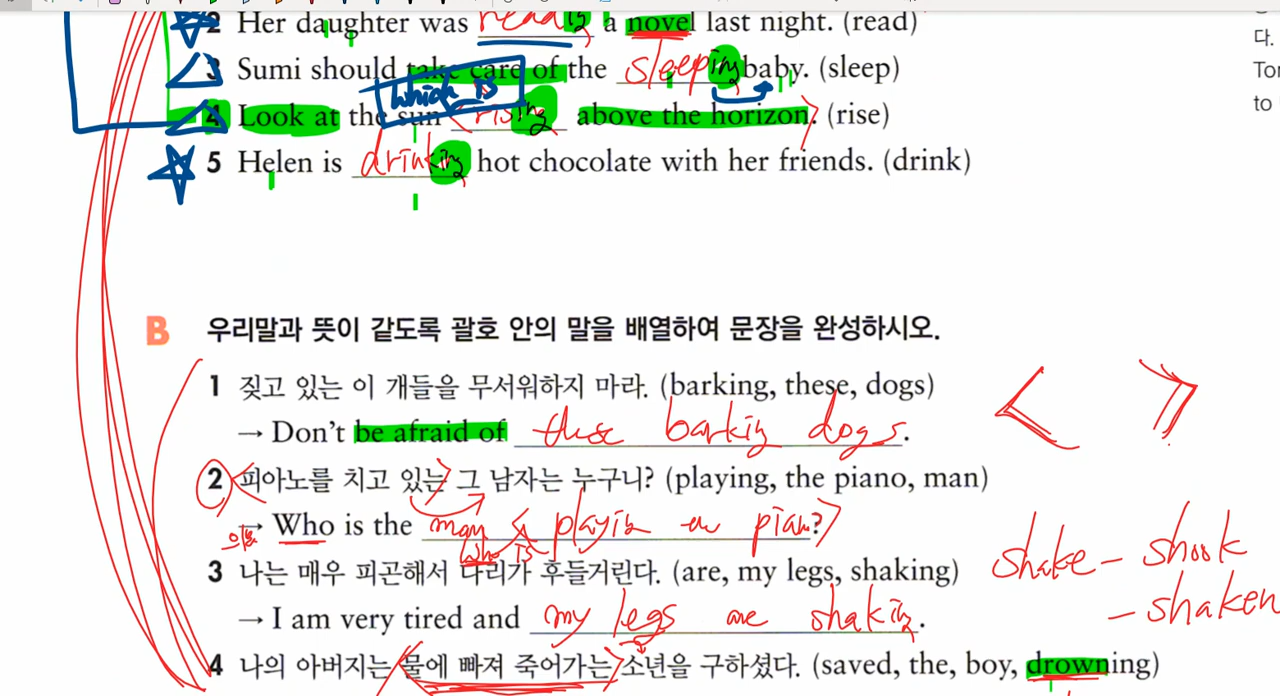 2 Her daughter was reading a novel last night. (read)
다.
3 Sumi should take care of the sleeping baby. (sleep)
Tor
which is
4 Look at the sun < rising above the horizon. > (rise)
to
5 Helen is drinking hot chocolate with her friends. (drink)
B 우리말과 뜻이 같도록 괄호 안의 말을 배열하여 문장을 완성하시오.
1 짖고 있는 이 개들을 무서워하지 마라. (barking, these, dogs)
→ Don't be afraid of these barking dogs.
< >
2 <피아노를 치고 있는> 그 남자는 누구니? (playing, the piano, man)
→ Who is the man < playing the piano? >
who is
shake - shook
- shaken
3 나는 매우 피곤해서 다리가 후들거린다. (are, my legs, shaking)
→ I am very tired and my legs are shaking.
4 나의 아버지는 <물에 빠져 죽어가는> 소년을 구하셨다. (saved, the, boy, drowning)